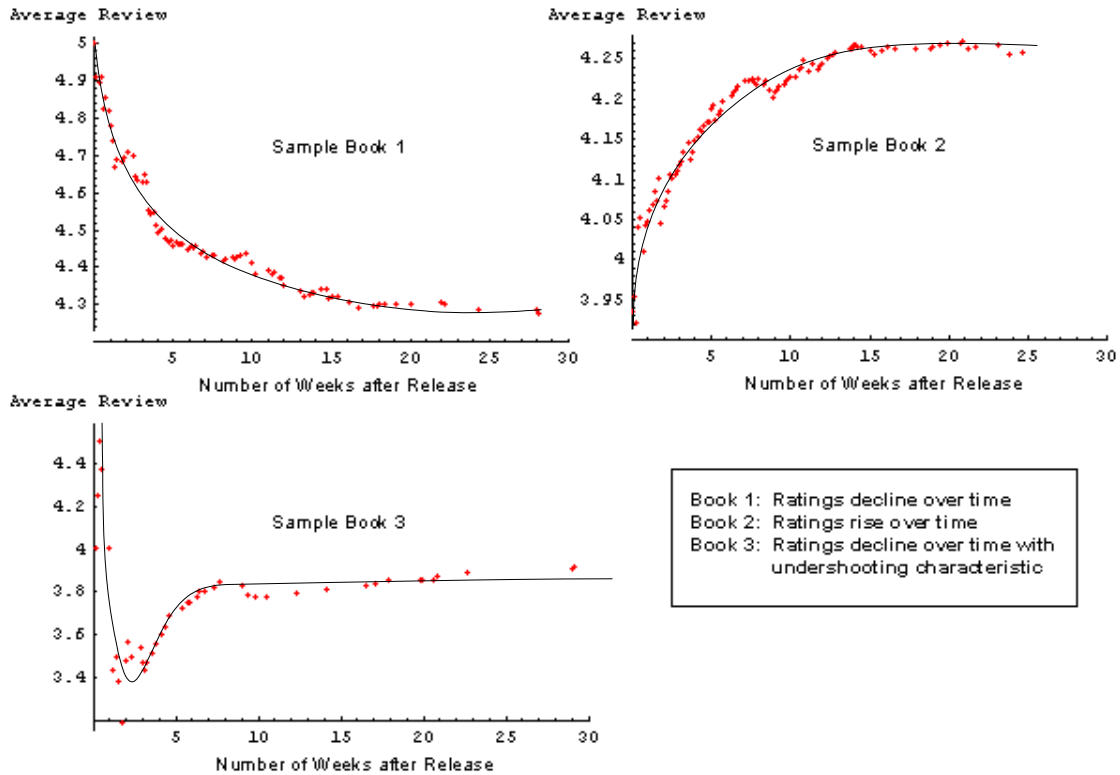 Average Review
5
4.9
4.8
4.7
4.6
4.5
4.4
4.3
Sample Book 1
5 10 15 20 25 30
Number of Weeks after Release
Average Review
4.25
4.2
4.15
4.1
4.05
4
3.95
Sample Book 2
5 10 15 20 25 30
Number of Weeks after Release
Average Review
4.4
4.2
4
3.8
3.6
3.4
Sample Book 3
5 10 15 20 25 30
Number of Weeks after Release
Book 1: Ratings decline over time
Book 2: Ratings rise over time
Book 3: Ratings decline over time with
undershooting characteristic